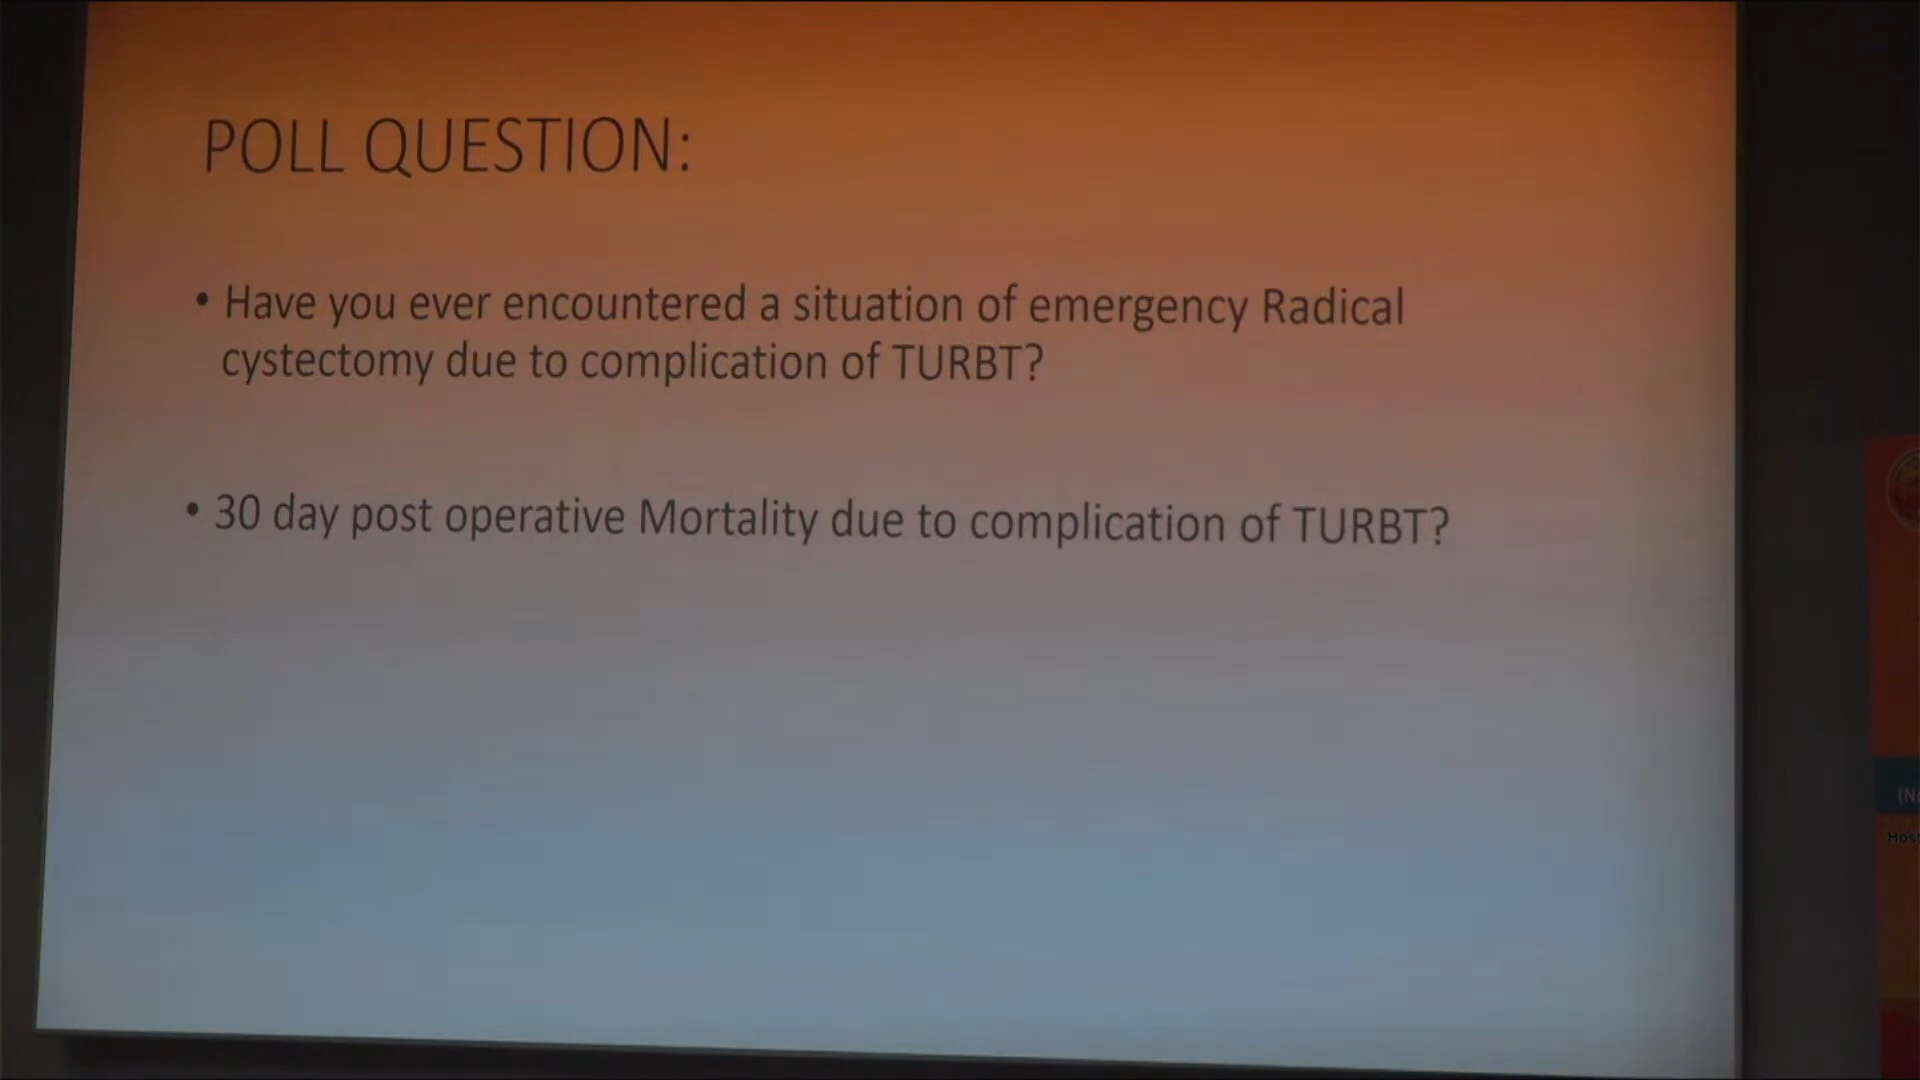 POLL QUESTION:
• Have you ever encountered a situation of emergency Radical
cystectomy due to complication of TURBT?
• 30 day post operative Mortality due to complication of TURBT?